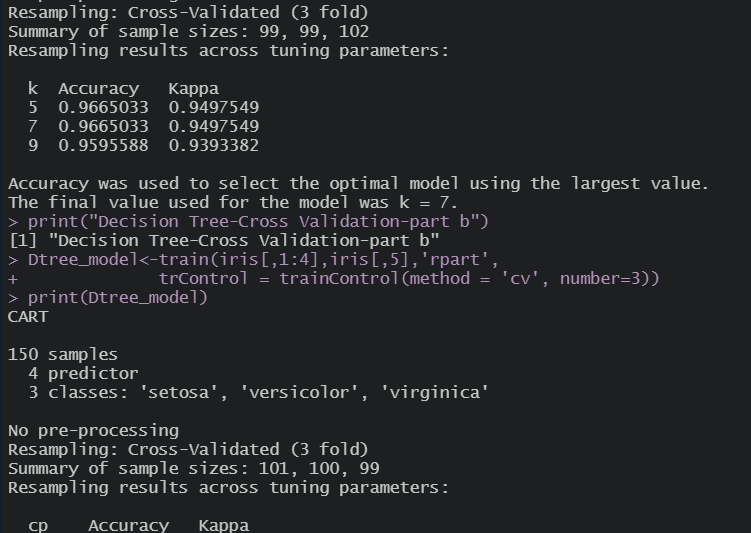 Resampling: Cross-Validated (3 fold)
Summary of sample sizes: 99, 99, 102
Resampling results across tuning parameters:
k Accuracy Kappa
5 0.9665033 0.9497549
7 0.9665033 0.9497549
9 0.9595588 0.9393382
Accuracy was used to select the optimal model using the largest value.
The final value used for the model was k = 7.
> print("Decision Tree-Cross Validation-part b")
[1] "Decision Tree-Cross Validation-part b"
> Dtree_model<-train(iris[,1:4],iris[,5],'rpart',
+ trControl = trainControl(method = 'cv', number=3))
> print(Dtree_model)
CART
150 samples
4 predictor
3 classes: 'setosa', 'versicolor', 'virginica'
No pre-processing
Resampling: Cross-Validated (3 fold)
Summary of sample sizes: 101, 100, 99
Resampling results across tuning parameters:
cp Accuracy Kappa